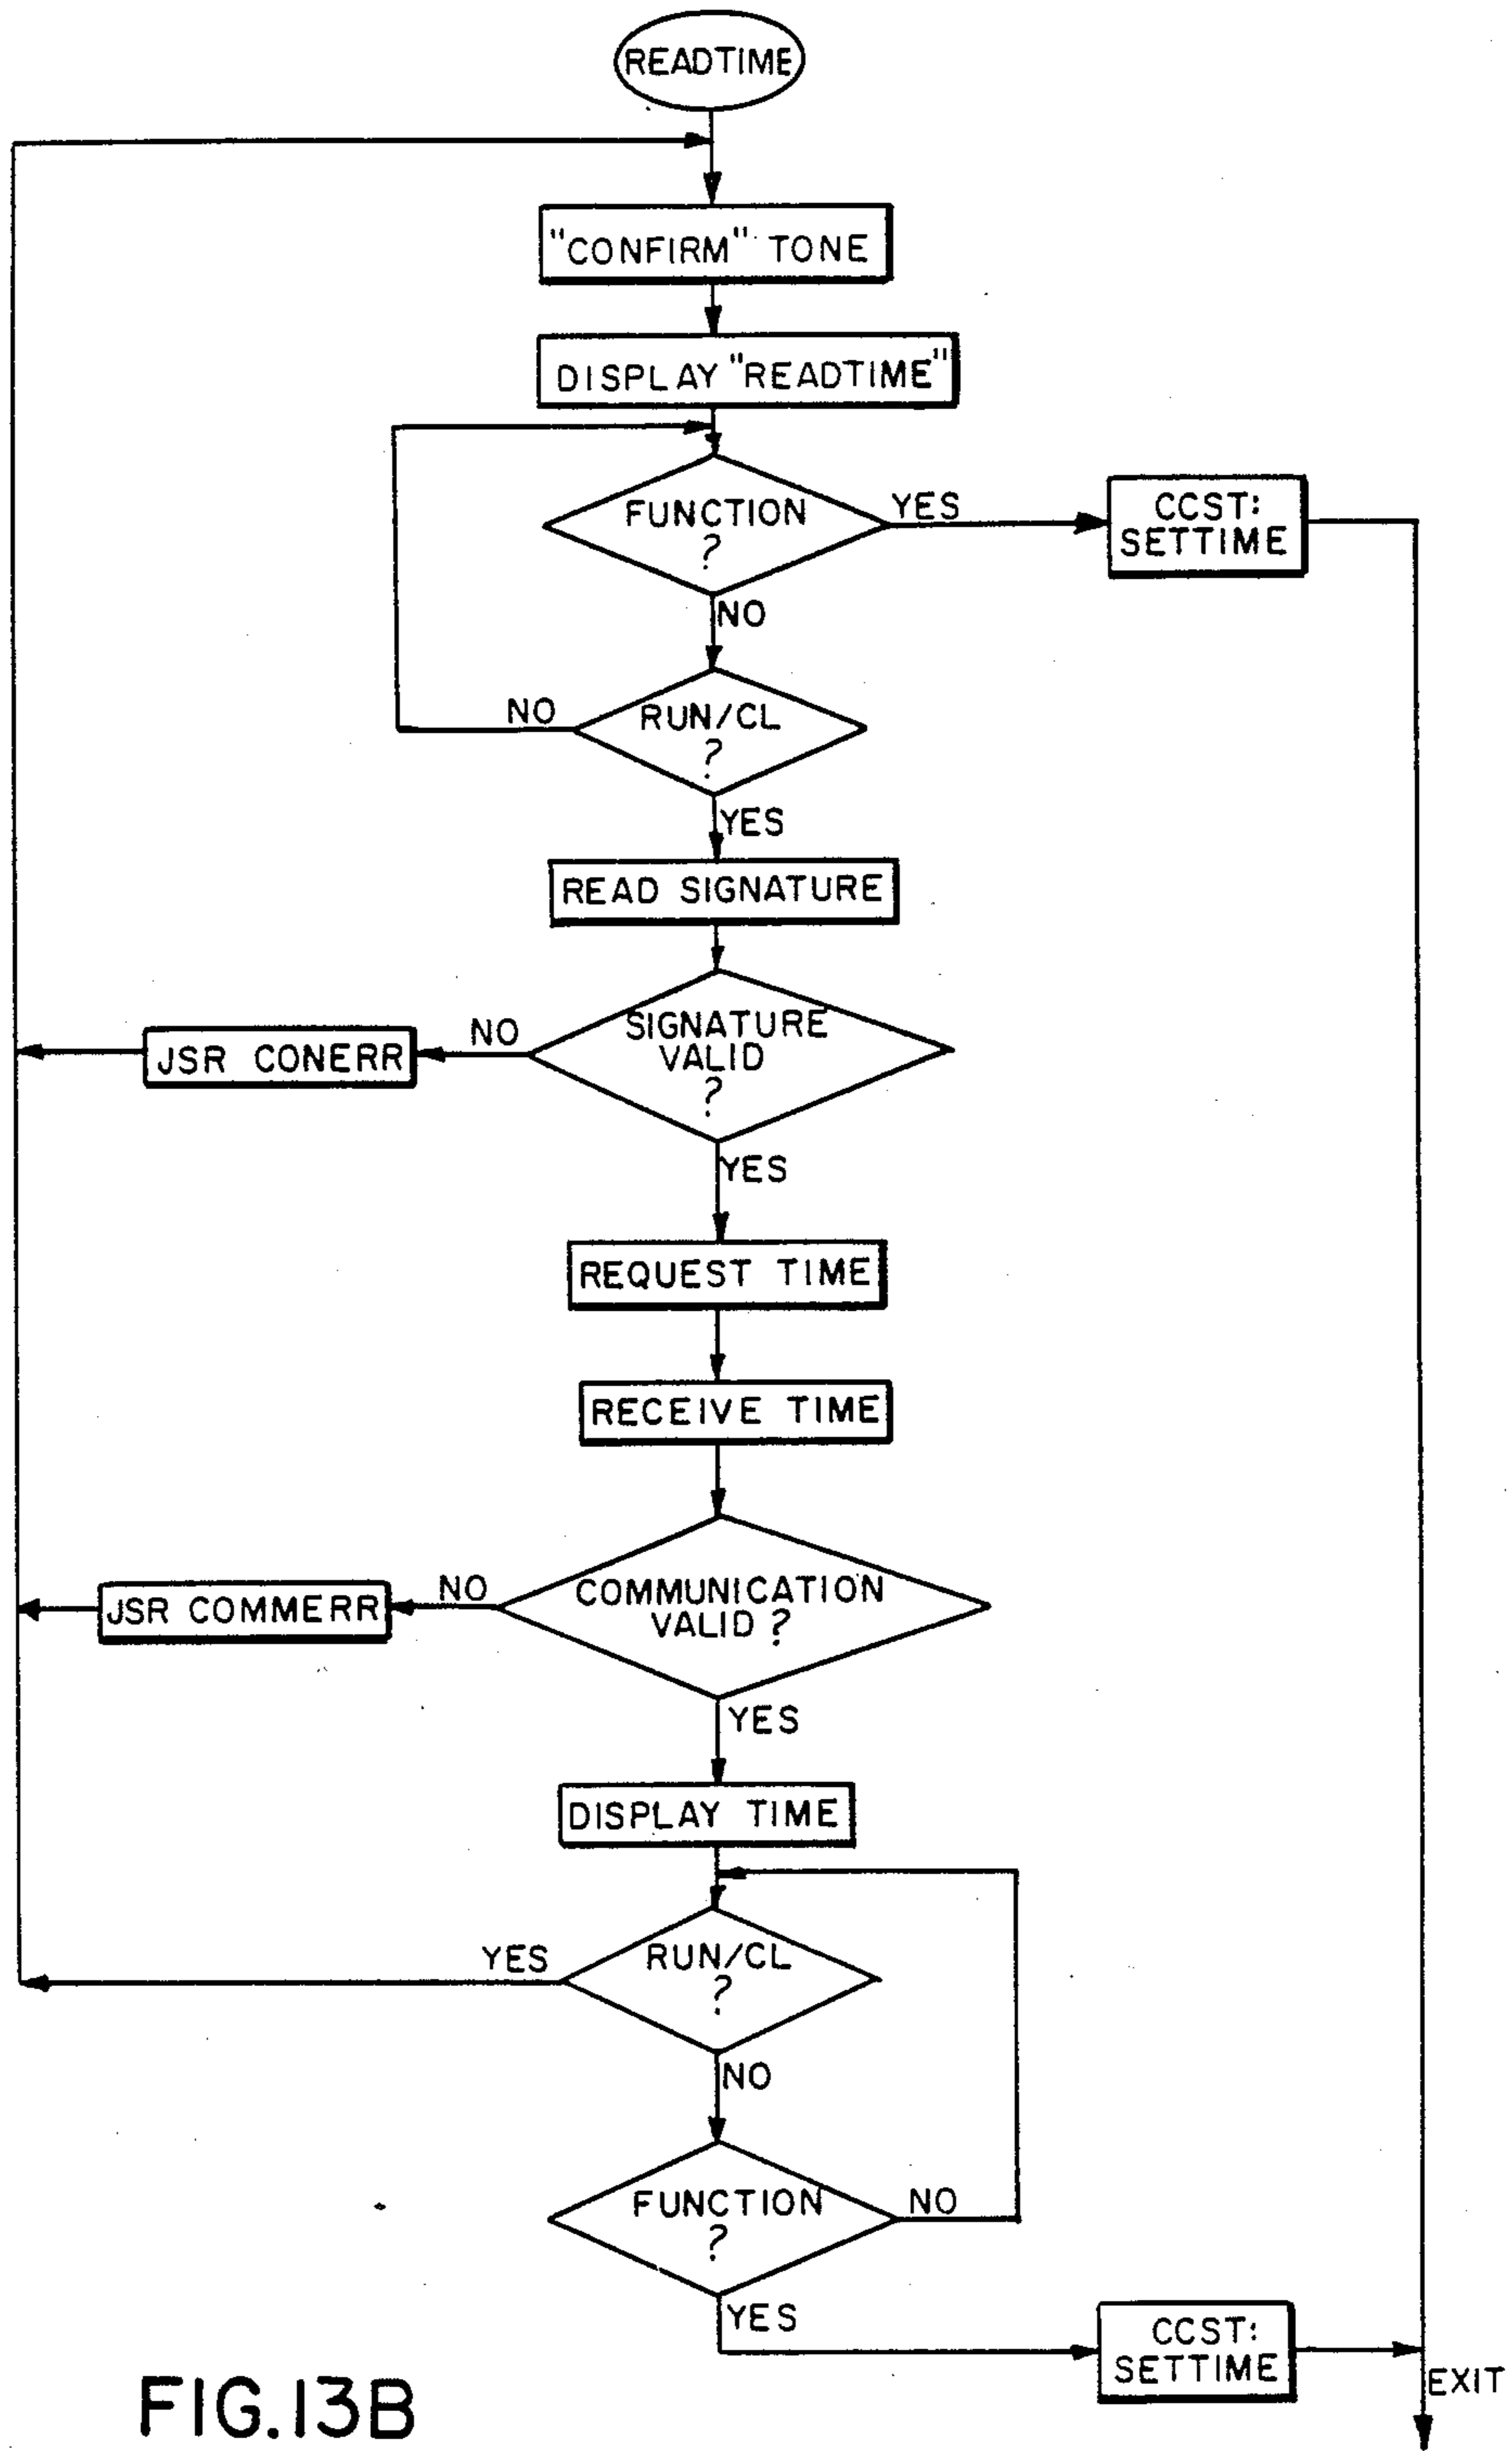 READTIME
"CONFIRM" TONE
DISPLAY "READTIME"
FUNCTION
?
YES
CCST:
SETTIME
NO
RUN/CL
?
NO
YES
READ SIGNATURE
SIGNATURE
VALID
?
NO
JSR CONERR
YES
REQUEST TIME
RECEIVE TIME
COMMUNICATION
VALID ?
NO
JSR COMMERR
YES
DISPLAY TIME
RUN/CL
?
YES
NO
FUNCTION
?
NO
YES
CCST:
SETTIME
EXIT
FIG.13B